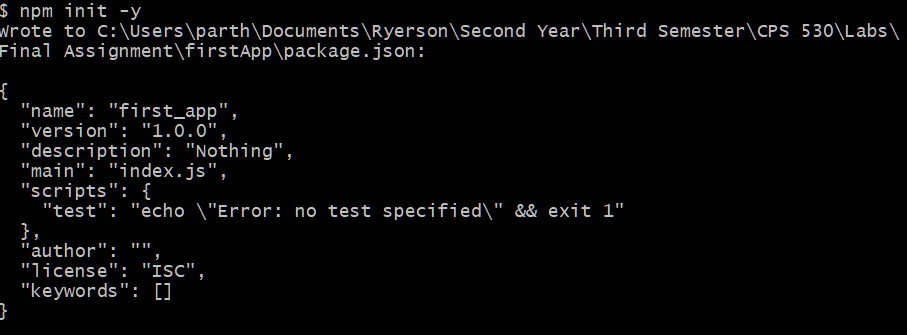 $ npm init -y
Wrote to C:\Users\parth\Documents\Ryerson\Second Year\Third Semester\CPS 530\Labs\
Final Assignment\firstApp\package.json:
{
"name": "first_app",
"version": "1.0.0",
"description": "Nothing",
"main": "index.js",
"scripts": {
"test": "echo \"Error: no test specified\" && exit 1"
},
"author": "",
"license": "ISC",
"keywords": []
}